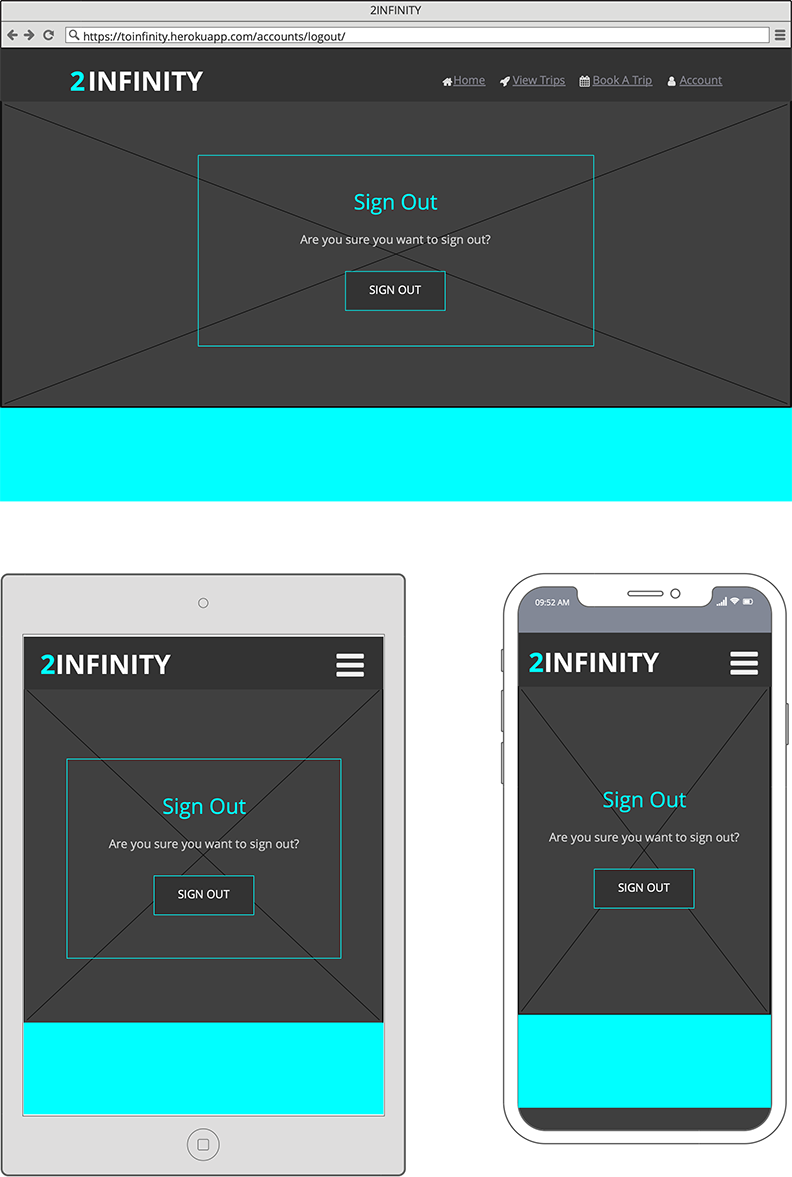 2INFINITY
https://toinfinity.herokuapp.com/accounts/logout/
2INFINITY Home View Trips Book A Trip Account
Sign Out
Are you sure you want to sign out?
SIGN OUT
2INFINITY
Sign Out
Are you sure you want to sign out?
SIGN OUT
09:52 AM
2INFINITY
Sign Out
Are you sure you want to sign out?
SIGN OUT